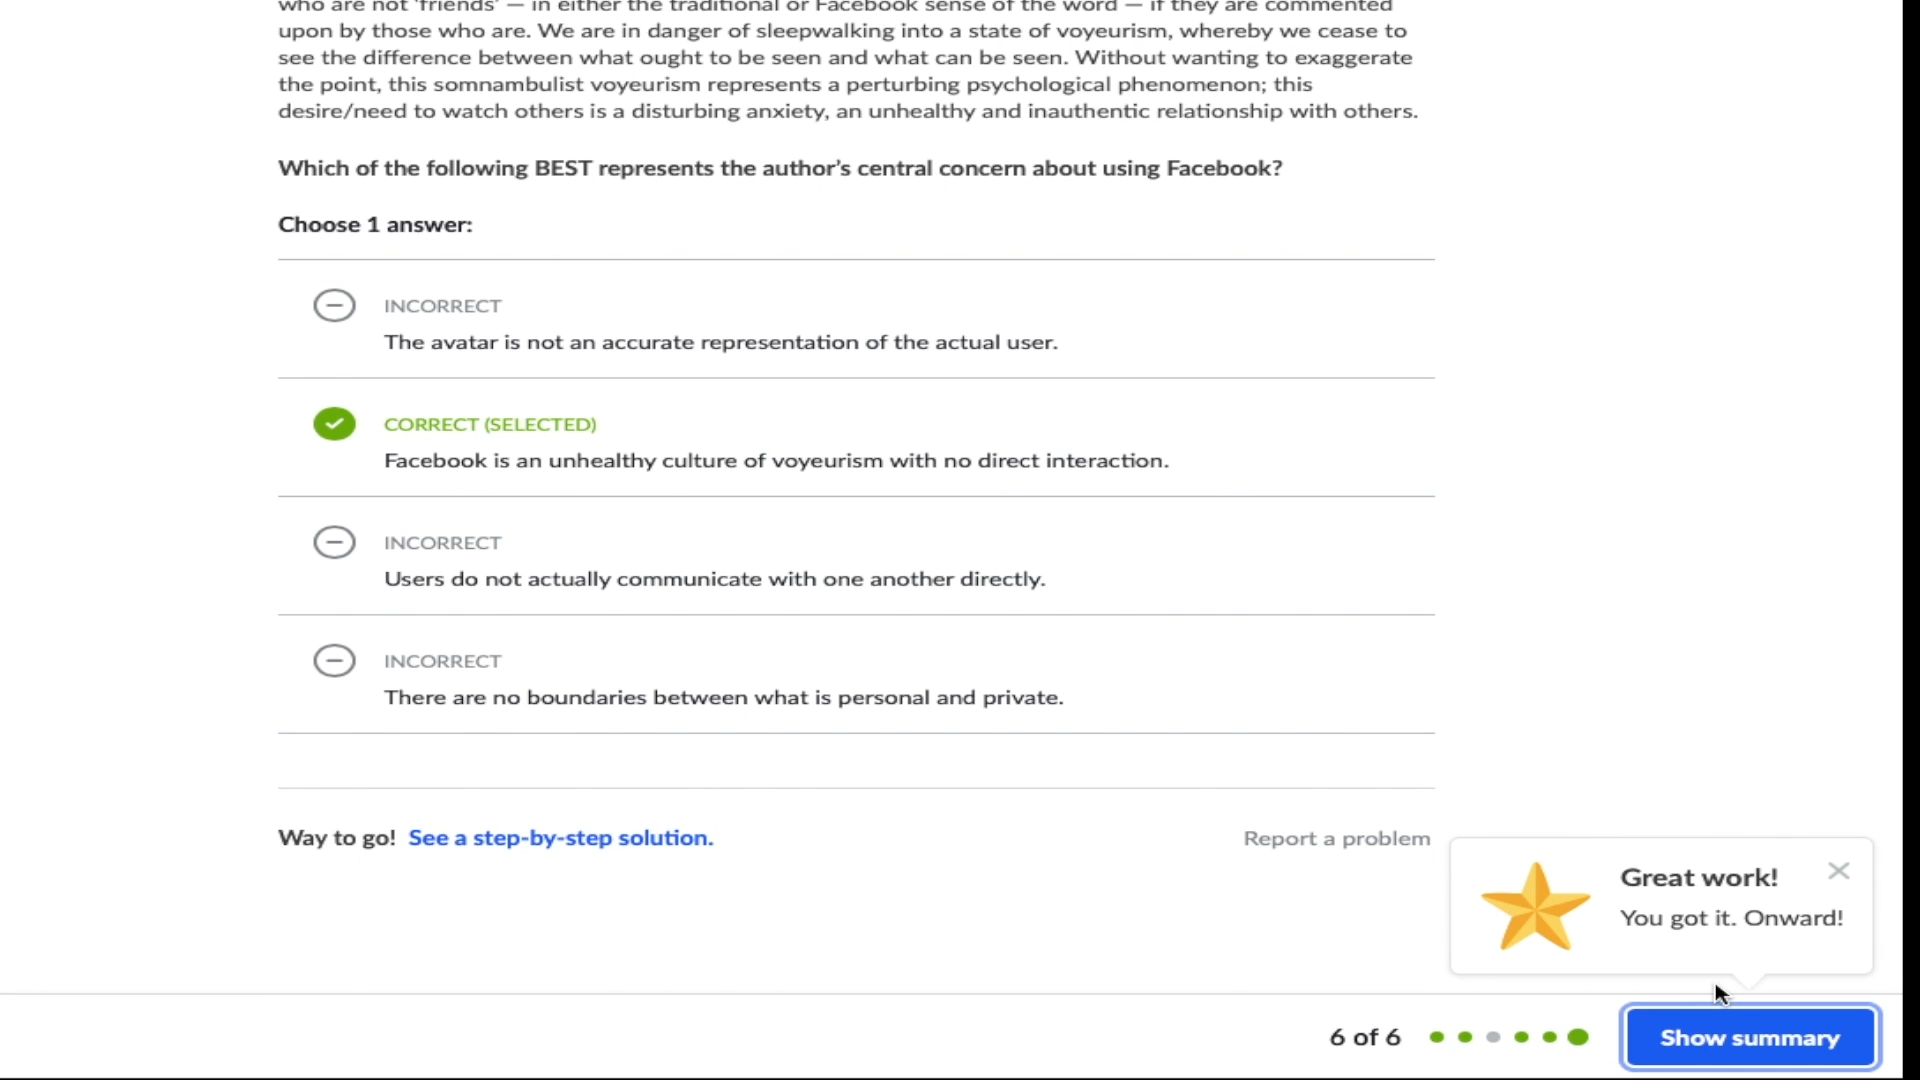 who are not 'friends' — in either the traditional or Facebook sense of the word — if they are commented
upon by those who are. We are in danger of sleepwalking into a state of voyeurism, whereby we cease to
see the difference between what ought to be seen and what can be seen. Without wanting to exaggerate
the point, this somnambulist voyeurism represents a perturbing psychological phenomenon; this
desire/need to watch others is a disturbing anxiety, an unhealthy and inauthentic relationship with others.
Which of the following BEST represents the author's central concern about using Facebook?
Choose 1 answer:
INCORRECT
The avatar is not an accurate representation of the actual user.
CORRECT (SELECTED)
Facebook is an unhealthy culture of voyeurism with no direct interaction.
INCORRECT
Users do not actually communicate with one another directly.
INCORRECT
There are no boundaries between what is personal and private.
Way to go! See a step-by-step solution.
Report a problem
Great work!
You got it. Onward!
6 of 6
Show summary